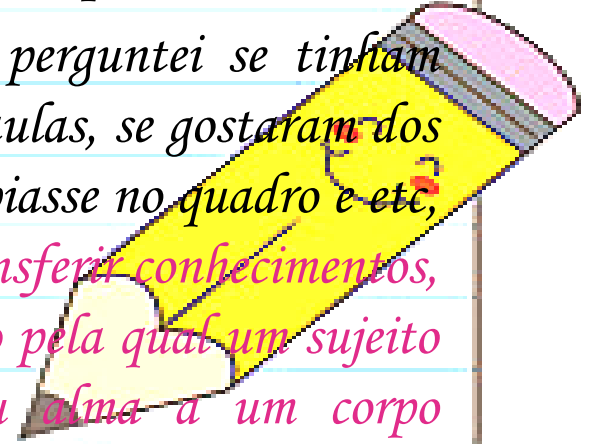 perguntei se tinham
ulas, se gostaram dos
iasse no quadro e etc,
nsferir conhecimentos,
pela qual um sujeito
alma a um corpo